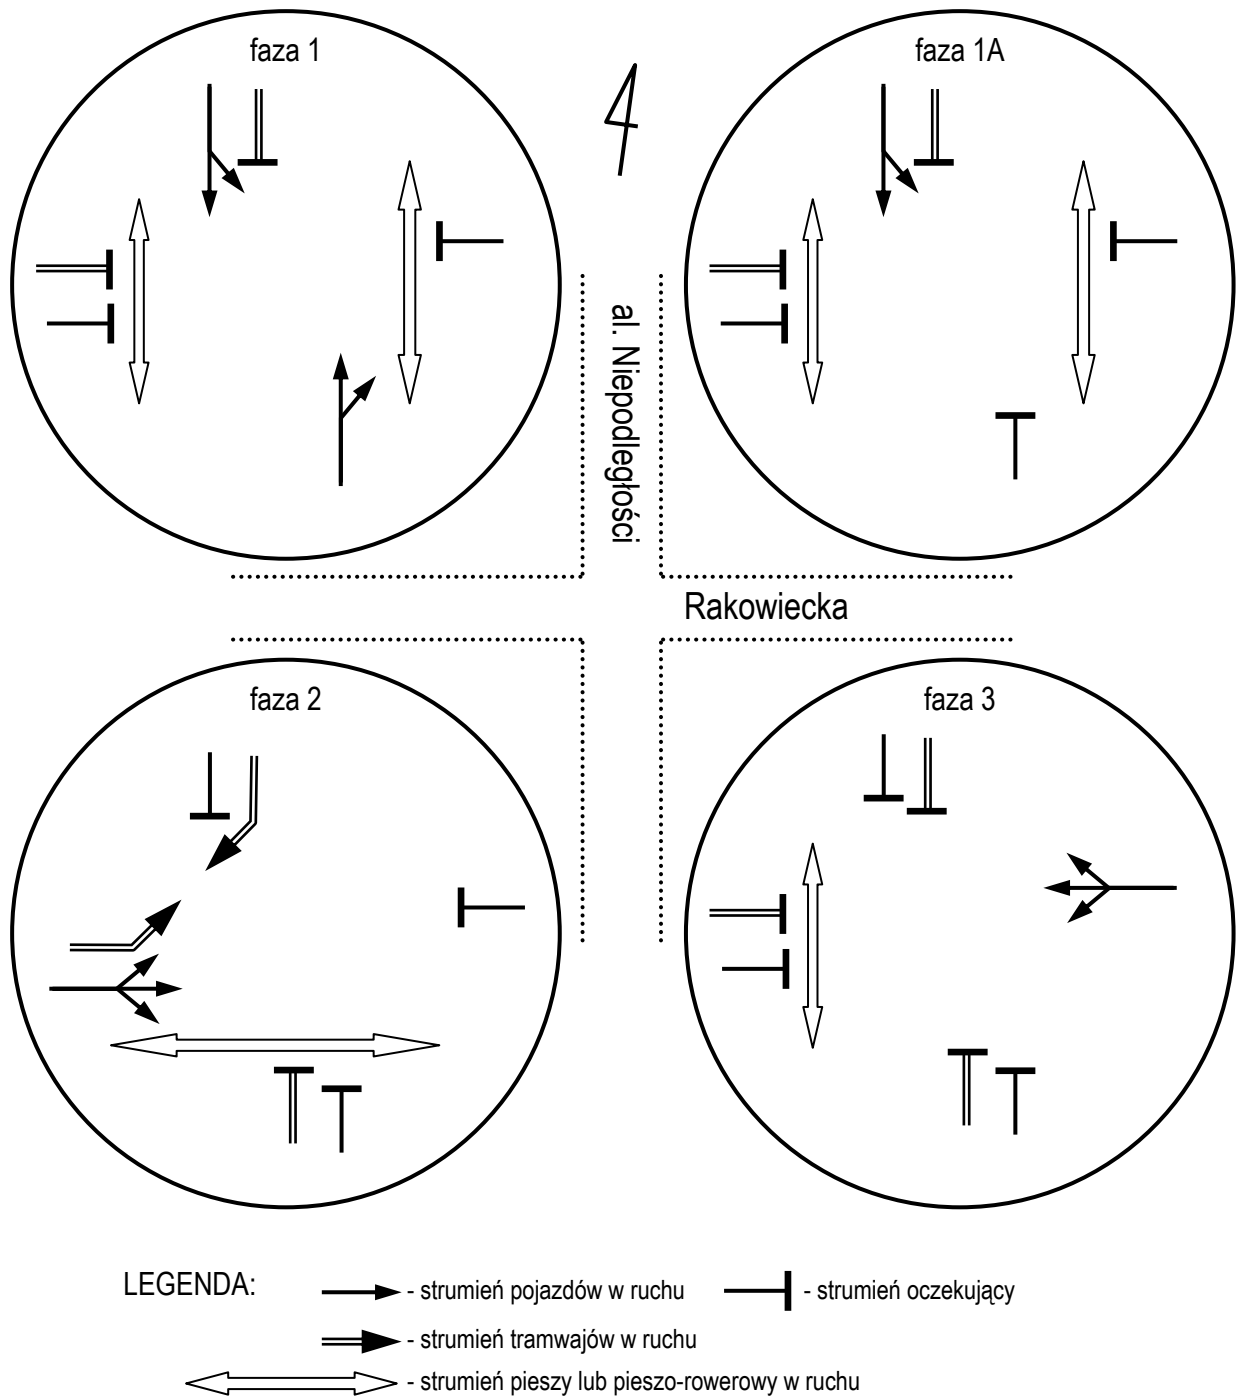 faza 1
faza 1A
al. Niepodległości
Rakowiecka
faza 2
faza 3
LEGENDA:
- strumień pojazdów w ruchu
- strumień oczekujący
- strumień tramwajów w ruchu
- strumień pieszy lub pieszo-rowerowy w ruchu